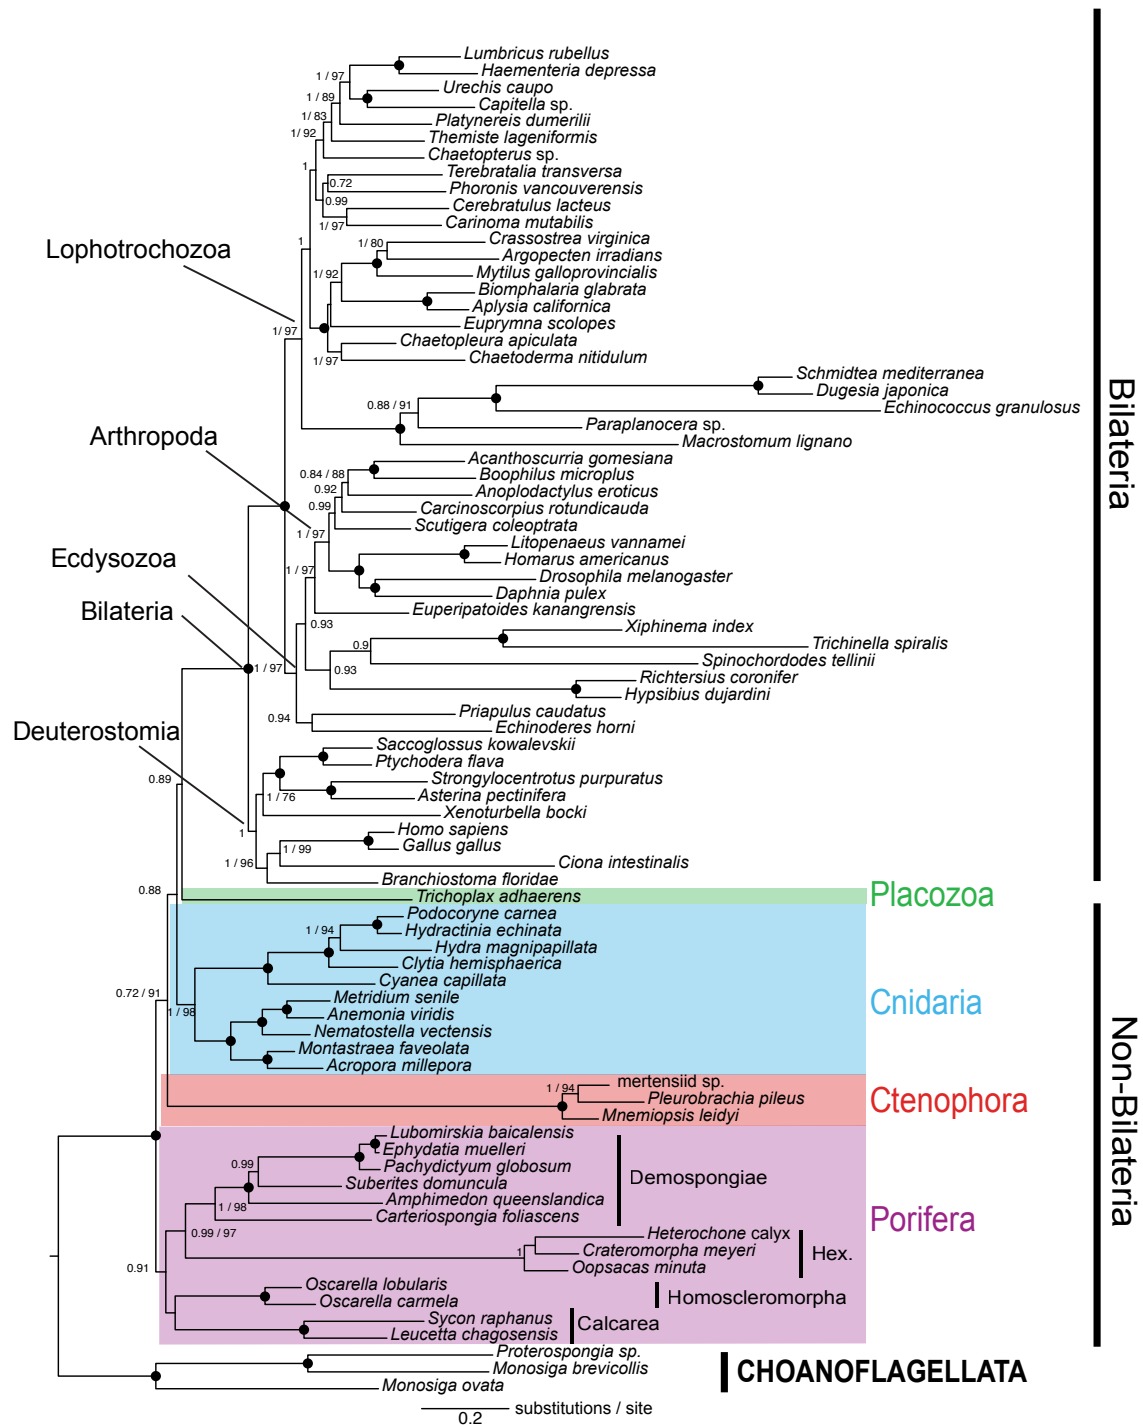 Lumbricus rubellus
Haementeria depressa
1 / 97
Urechis caupo
1 / 89
Capitella sp.
1 / 83
Platynereis dumerilii
1/ 92
Themiste lageniformis
Chaetopterus sp.
1
Terebratalia transversa
0.72
Phoronis vancouverensis
0.99
Cerebratulus lacteus
1/ 97
Carinoma mutabilis
1
Lophotrochozoa
1 / 80
Crassostrea virginica
Argopecten irradians
1/ 92
Mytilus galloprovincialis
Biomphalaria glabrata
Aplysia californica
Euprymna scolopes
1/ 97
Chaetopleura apiculata
1/ 97
Chaetoderma nitidulum
Schmidtea mediterranea
Dugesia japonica
0.88 / 91
Echinococcus granulosus
Paraplanocera sp.
Macrostomum lignano
Bilateria
Arthropoda
Acanthoscurria gomesiana
0.84 / 88
Boophilus microplus
0.92
Anoplodactylus eroticus
0.99
Carcinoscorpius rotundicauda
Scutigera coleoptrata
1 / 97
Litopenaeus vannamei
Homarus americanus
Ecdysozoa
1 / 97
Drosophila melanogaster
Daphnia pulex
Bilateria
Euperipatoides kanangrensis
0.93
Xiphinema index
0.9
Trichinella spiralis
1 / 97
0.93
Spinochordodes tellinii
Richtersius coronifer
Hypsibius dujardini
0.94
Priapulus caudatus
Echinoderes horni
Deuterostomia
Saccoglossus kowalevskii
Ptychodera flava
0.89
Strongylocentrotus purpuratus
1 / 76
Asterina pectinifera
Xenoturbella bocki
1
Homo sapiens
1 / 99
Gallus gallus
1 / 96
Ciona intestinalis
Branchiostoma floridae
0.88
Trichoplax adhaerens
Placozoa
Podocoryne carnea
1 / 94
Hydractinia echinata
Hydra magnipapillata
Clytia hemisphaerica
Cyanea capillata
0.72 / 91
Metridium senile
1 / 98
Anemonia viridis
Nematostella vectensis
Montastraea faveolata
Acropora millepora
Cnidaria
1 / 94
mertensiid sp.
Pleurobrachia pileus
Mnemiopsis leidyi
Ctenophora
Non-Bilateria
Lubomirskia baicalensis
Ephydatia muelleri
0.99
Pachydictyum globosum
Suberites domuncula
1 / 98
Amphimedon queenslandica
Carteriospongia foliascens
Demospongiae
Porifera
0.99 / 97
Heterochone calyx
1
Crateromorpha meyeri
Oopsacas minuta
Hex.
0.91
Oscarella lobularis
Oscarella carmela
Homoscleromorpha
Sycon raphanus
Leucetta chagosensis
Calcarea
Proterospongia sp.
Monosiga brevicollis
Monosiga ovata
CHOANOFLAGELLATA
0.2
substitutions / site